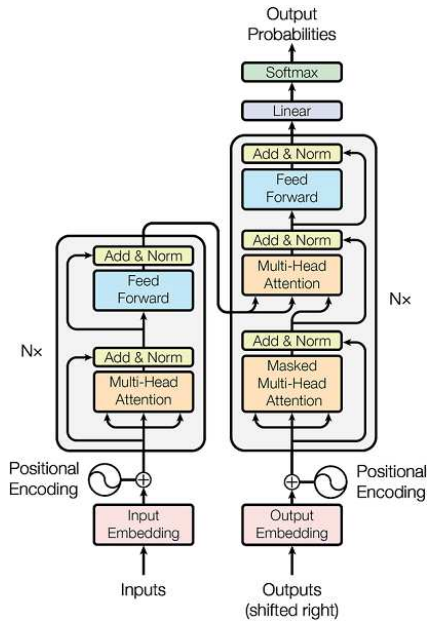 Output
Probabilities
Softmax
Linear
Add & Norm
Feed
Forward
Add & Norm
Multi-Head
Attention
Add & Norm
Masked
Multi-Head
Attention
Nx
Add & Norm
Feed
Forward
Add & Norm
Multi-Head
Attention
Nx
Positional
Encoding
Positional
Encoding
Input
Embedding
Output
Embedding
Inputs
Outputs
(shifted right)